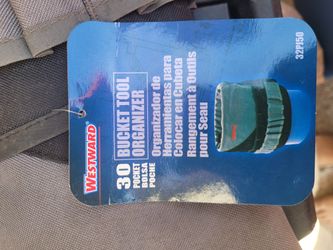 WESTWARD
30
POCKET
BOLSA
POCHE
BUCKET TOOL
ORGANIZER
Organizador de
Herramientas para
Colocar en Cubeta
Rangement à Outils
pour Seau
32PJ50